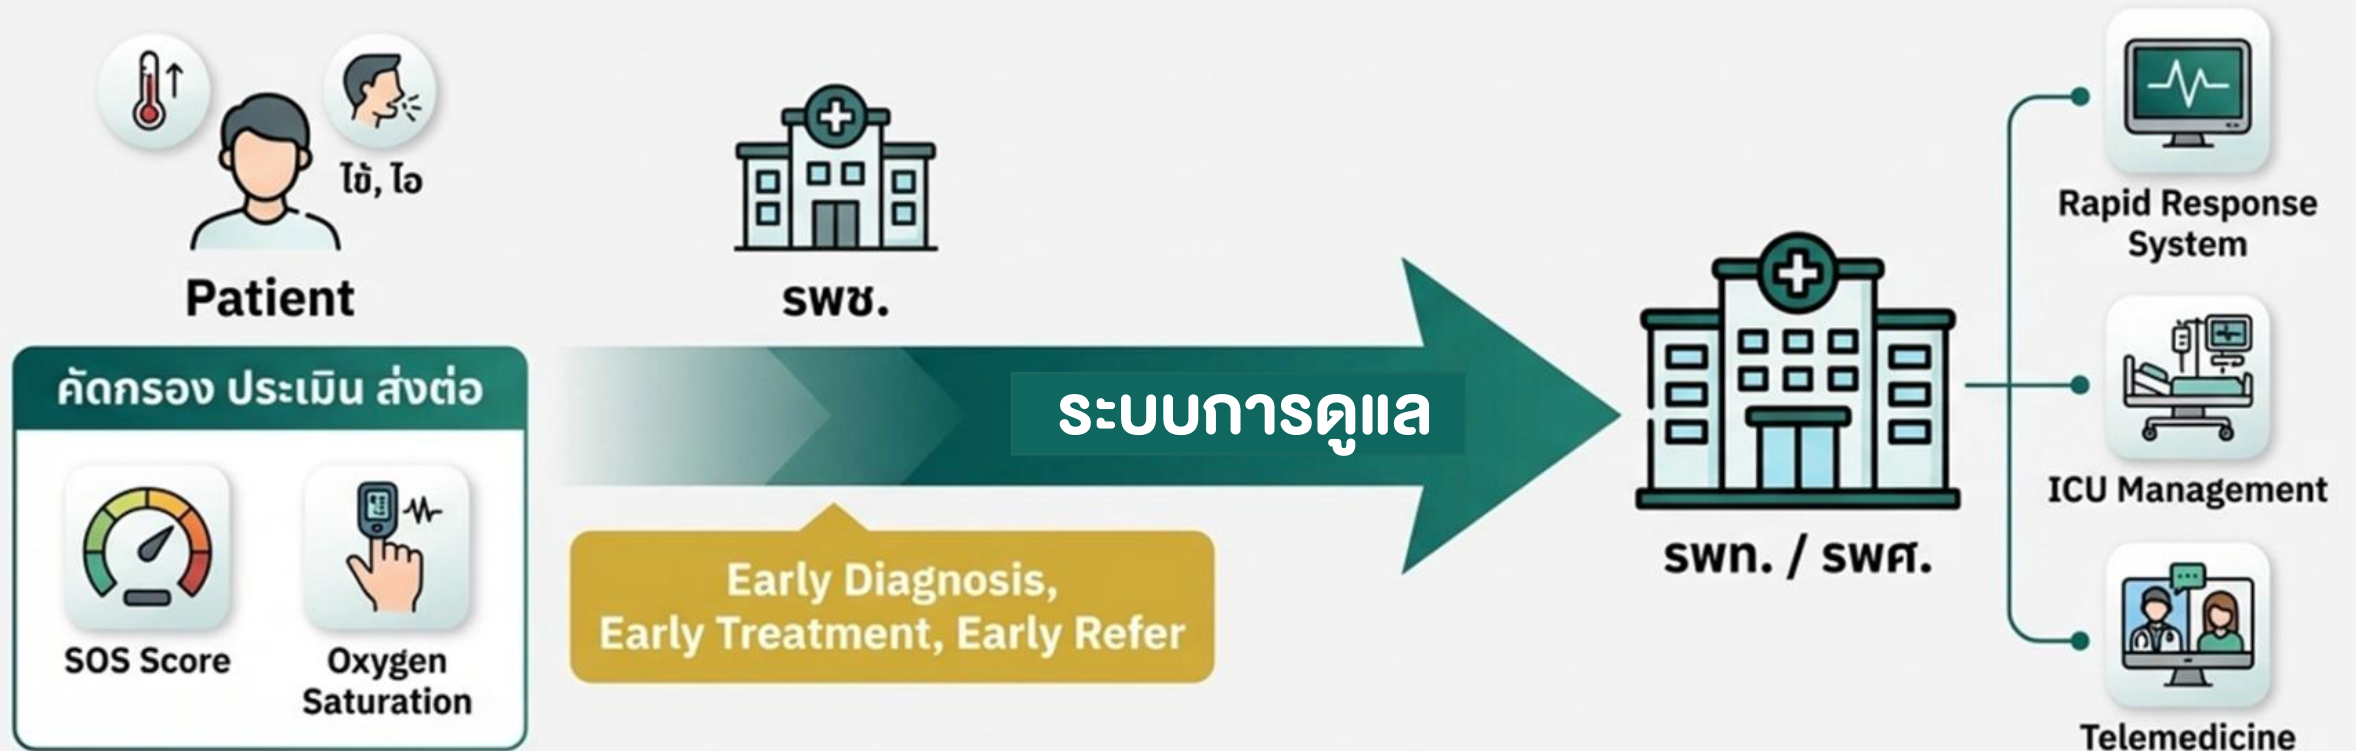 ไข้, ไอ
Patient
คัดกรอง ประเมิน ส่งต่อ
SOS Score
Oxygen
Saturation
รพช.
ระบบการดูแล
Early Diagnosis,
Early Treatment, Early Refer
รพท. / รพศ.
Rapid Response
System
ICU Management
Telemedicine